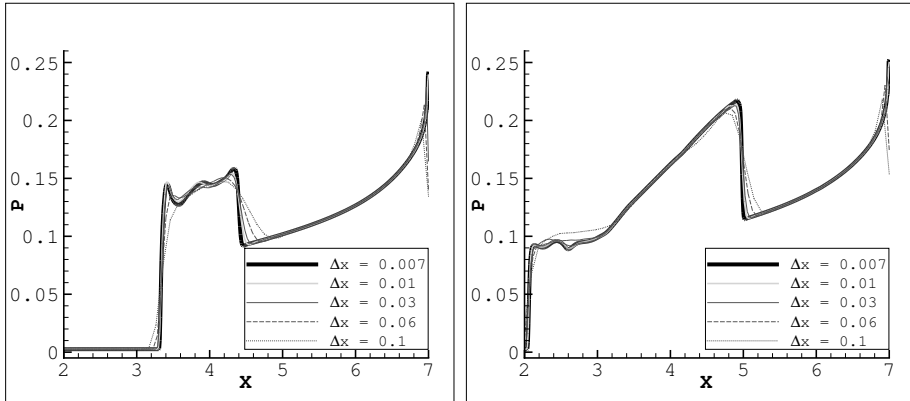 0.25
0.2
0.15
P
0.1
0.05
0
Δx = 0.007
Δx = 0.01
Δx = 0.03
Δx = 0.06
Δx = 0.1
2 3 4 5 6 7
X
0.25
0.2
0.15
P
0.1
0.05
0
Δx = 0.007
Δx = 0.01
Δx = 0.03
Δx = 0.06
Δx = 0.1
2 3 4 5 6 7
X